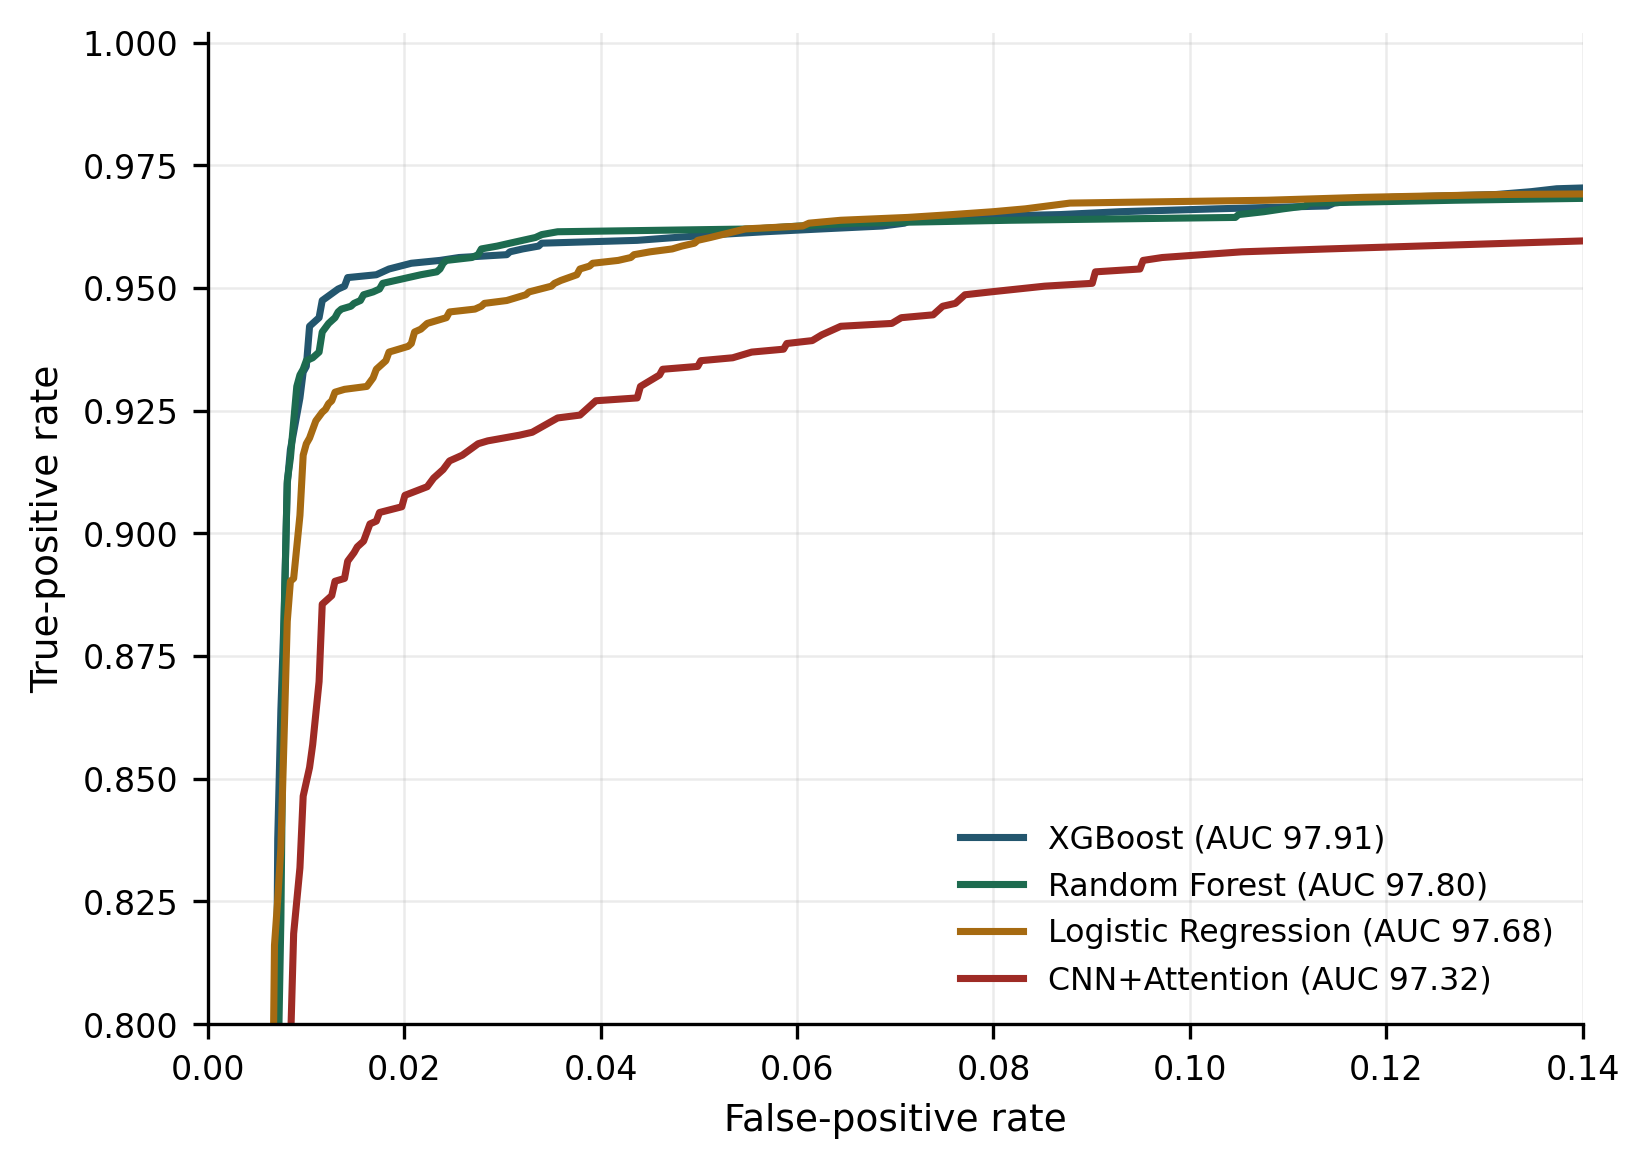 1.000
0.975
0.950
0.925
0.900
0.875
0.850
0.825
0.800
True-positive rate
XGBoost (AUC 97.91)
Random Forest (AUC 97.80)
Logistic Regression (AUC 97.68)
CNN+Attention (AUC 97.32)
0.00 0.02 0.04 0.06 0.08 0.10 0.12 0.14
False-positive rate